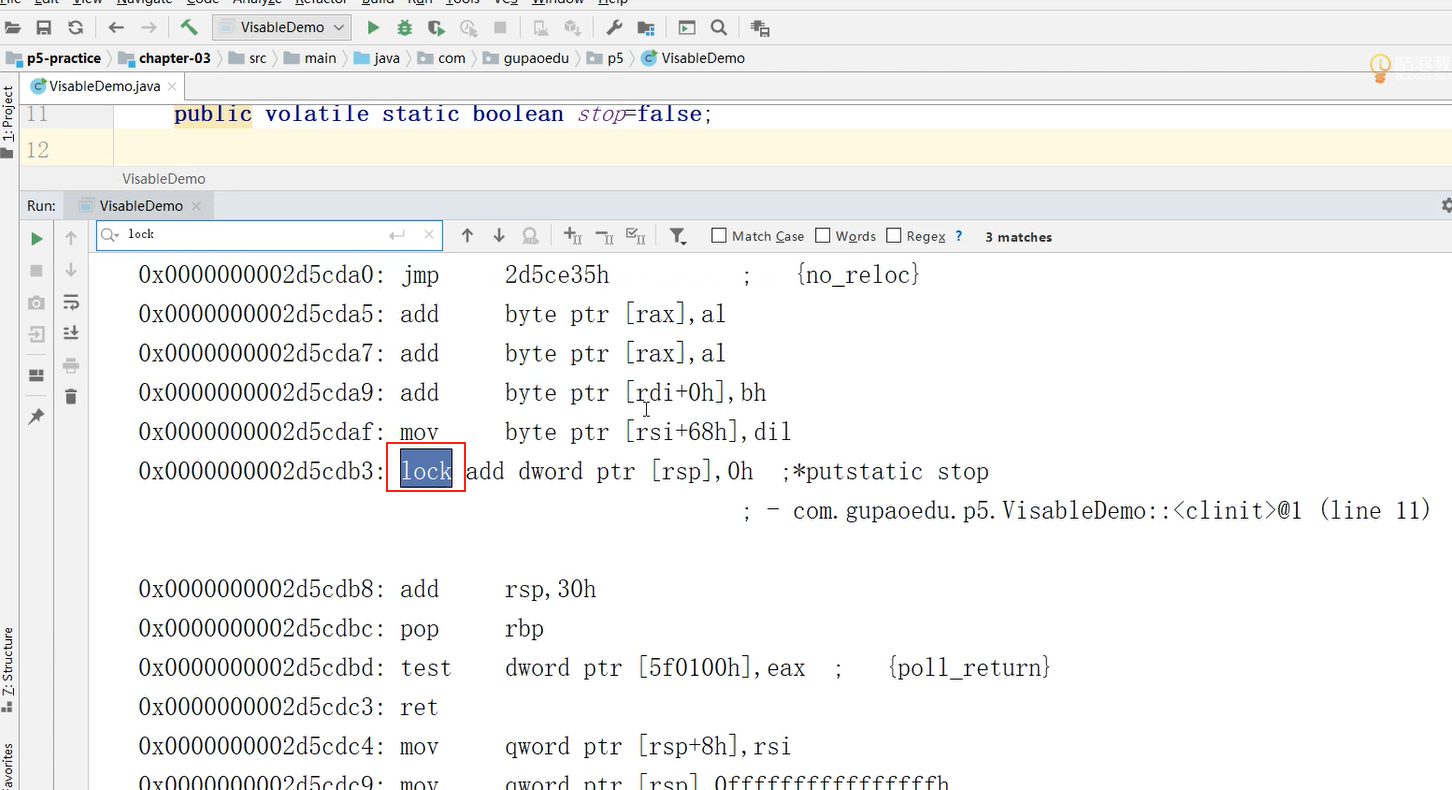 File Edit View Navigate Code Analyze Refactor Build Run Tools VCS Window Help
VisableDemo
p5-practice chapter-03 src main java com gupaoedu p5 VisableDemo
VisableDemo.java
1: Project
11 public volatile static boolean stop=false;
12
VisableDemo
Run: VisableDemo
lock Match Case Words Regex ? 3 matches
0x0000000002d5cda0: jmp 2d5ce35h ; {no_reloc}
0x0000000002d5cda5: add byte ptr [rax],al
0x0000000002d5cda7: add byte ptr [rax],al
0x0000000002d5cda9: add byte ptr [rdi+0h],bh
0x0000000002d5cdaf: mov byte ptr [rsi+68h],dil
0x0000000002d5cdb3: lock add dword ptr [rsp],0h ;*putstatic stop
; - com.gupaoedu.p5.VisableDemo::<clinit>@1 (line 11)
0x0000000002d5cdb8: add rsp,30h
0x0000000002d5cdbc: pop rbp
0x0000000002d5cdbd: test dword ptr [5f0100h],eax ; {poll_return}
0x0000000002d5cdc3: ret
0x0000000002d5cdc4: mov qword ptr [rsp+8h],rsi
0x0000000002d5cdc9: mov qword ptr [rsp],0ffffffffffffffffh
7: Structure
Favorites